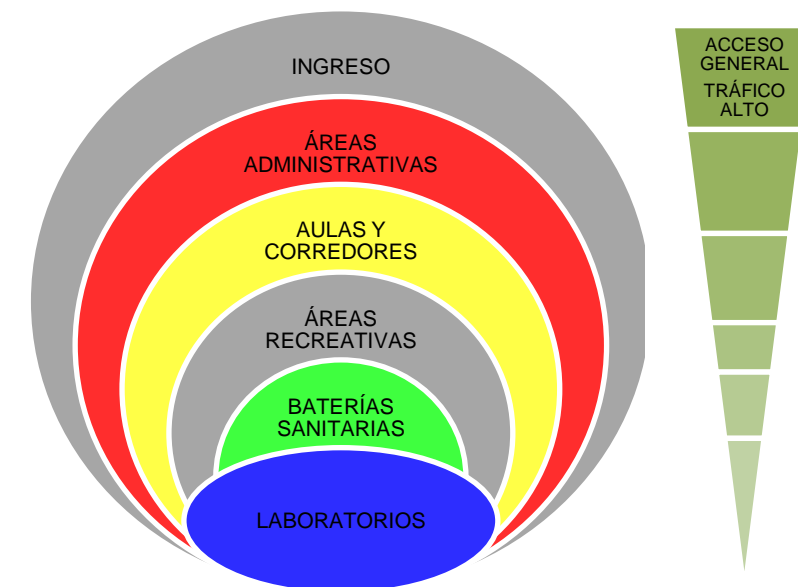 INGRESO
ÁREAS
ADMINISTRATIVAS
AULAS Y
CORREDORES
ÁREAS
RECREATIVAS
BATERÍAS
SANITARIAS
LABORATORIOS
ACCESO
GENERAL
TRÁFICO
ALTO